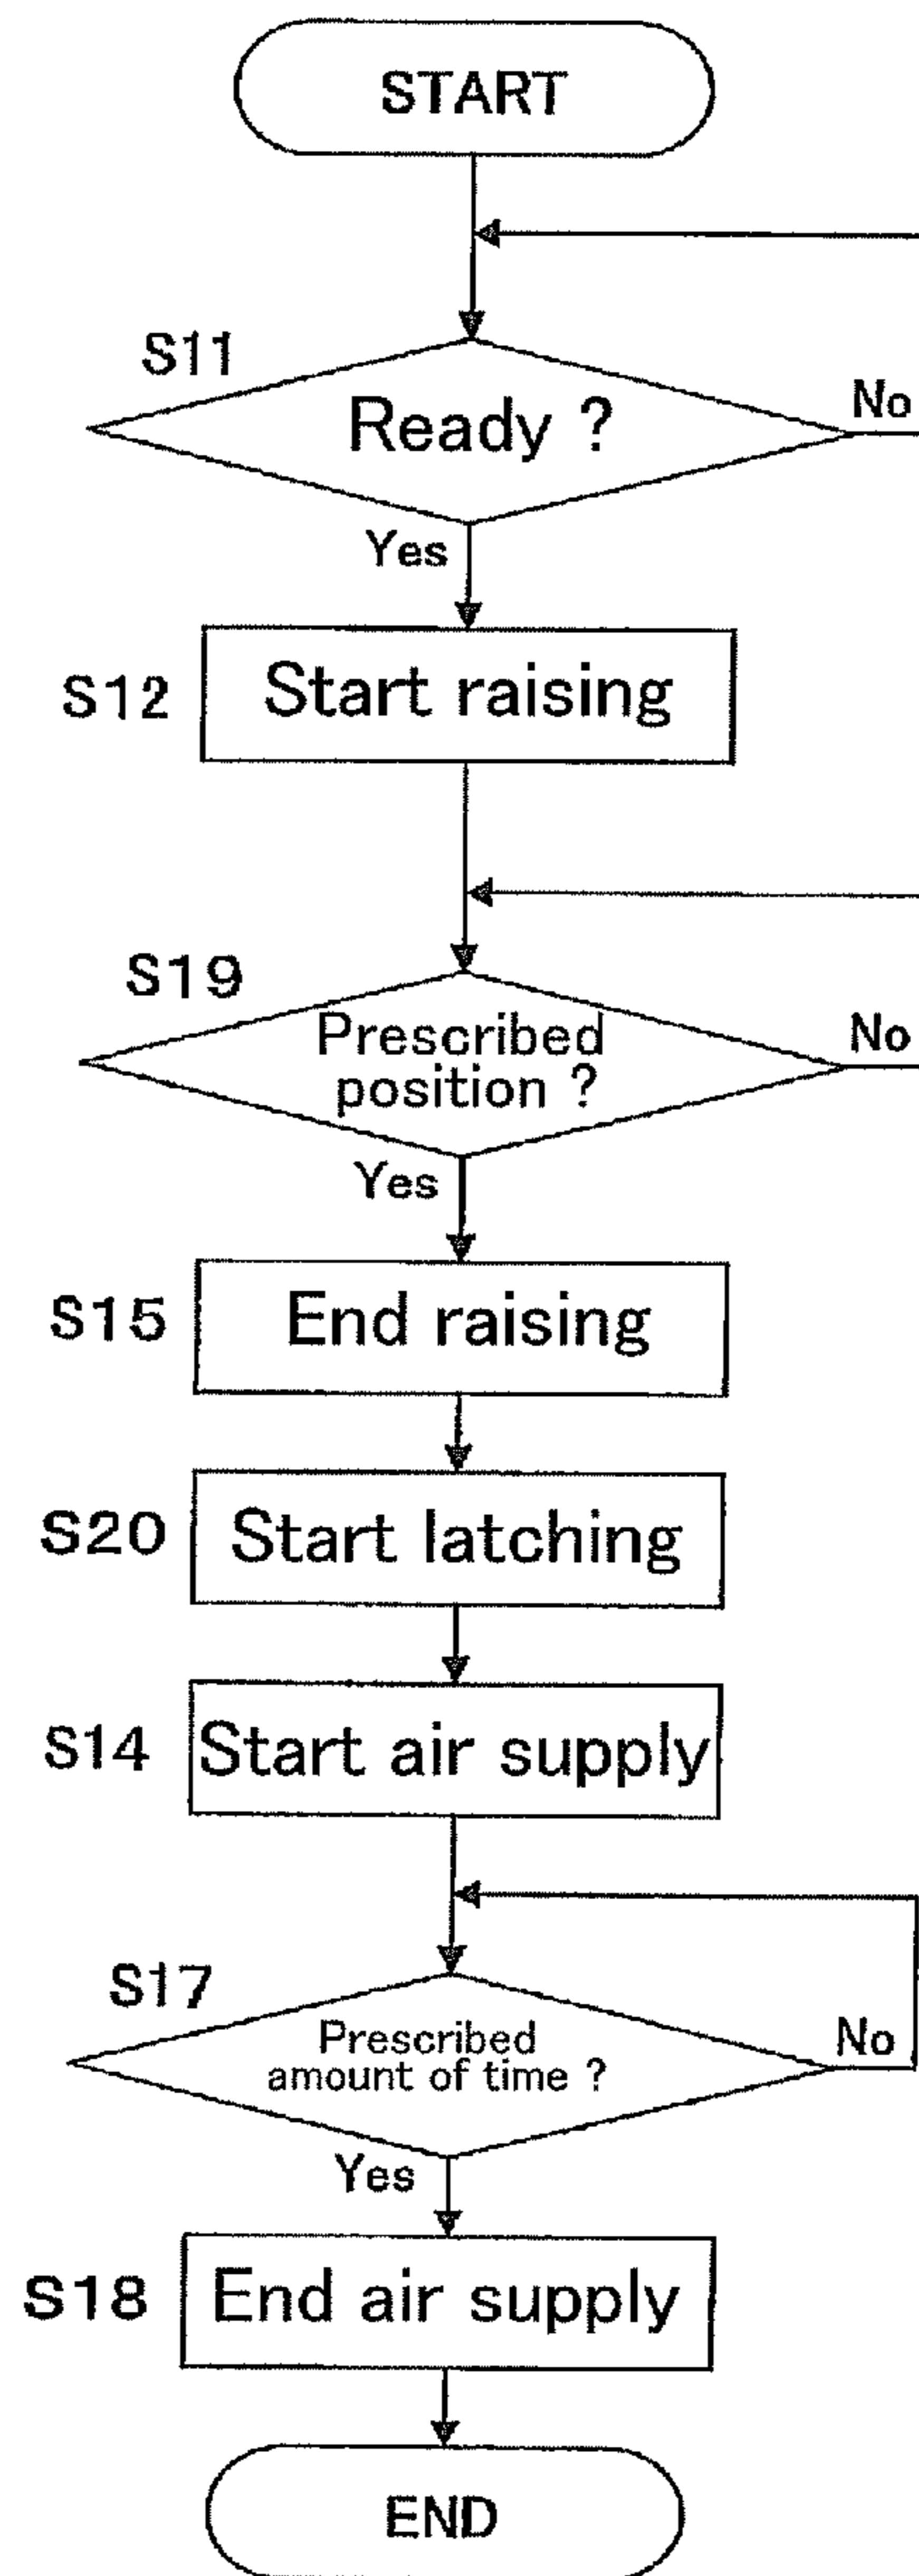 START
S11
Ready ?
No
Yes
S12
Start raising
S19
Prescribed
position ?
No
Yes
S15
End raising
S20
Start latching
S14
Start air supply
S17
Prescribed
amount of time ?
No
Yes
S18
End air supply
END